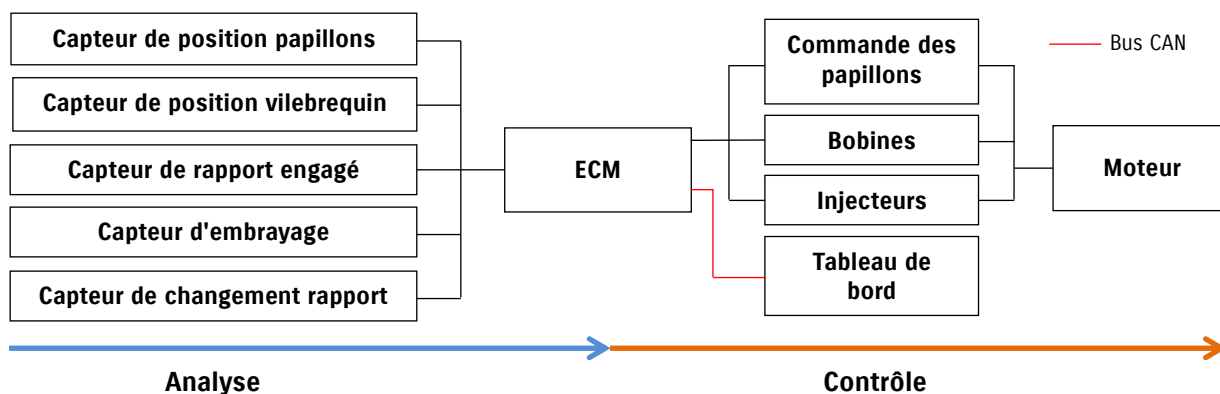 Capteur de position papillons
Capteur de position vilebrequin
Capteur de rapport engagé
Capteur d'embrayage
Capteur de changement rapport
ECM
Commande des
papillons
Bobines
Injecteurs
Tableau de
bord
Moteur
Bus CAN
Analyse
Contrôle